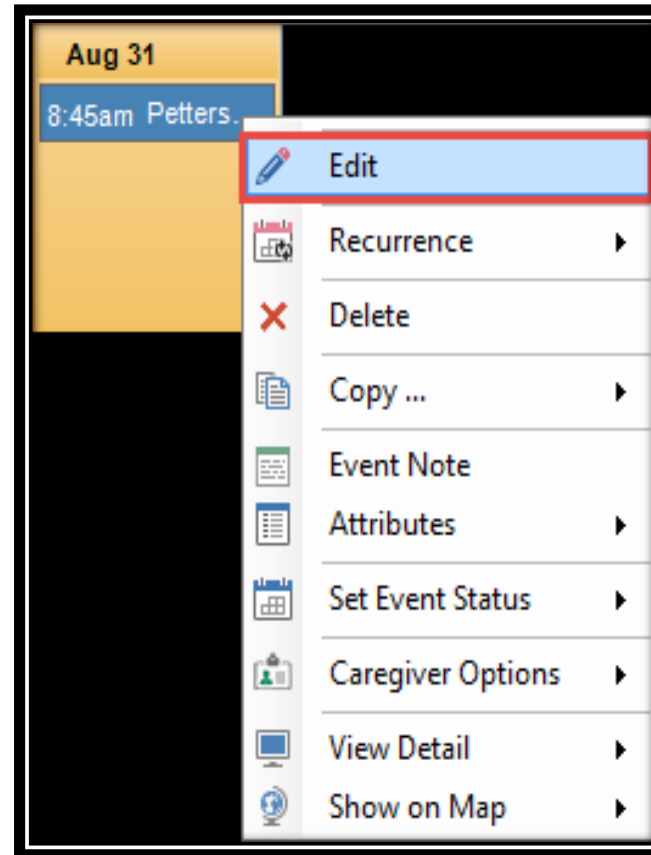 Aug 31
8:45am Petters.
Edit
Recurrence
Delete
Copy ...
Event Note
Attributes
Set Event Status
Caregiver Options
View Detail
Show on Map